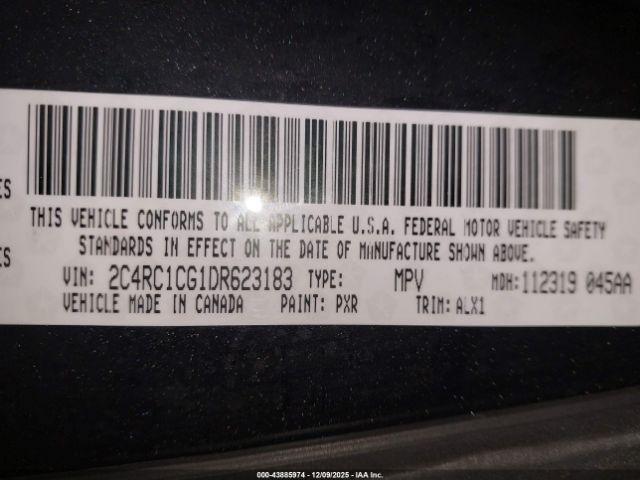 ES
THIS VEHICLE CONFORMS TO ALL APPLICABLE U.S.A. FEDERAL MOTOR VEHICLE SAFETY
STANDARDS IN EFFECT ON THE DATE OF MANUFACTURE SHOWN ABOVE.
ES
VIN: 2C4RC1CG1DR623183 TYPE: MPV MDH: 112319 045AA
VEHICLE MADE IN CANADA PAINT: PXR TRIM: ALX1
000-43885974 - 12/09/2025 - IAA Inc.